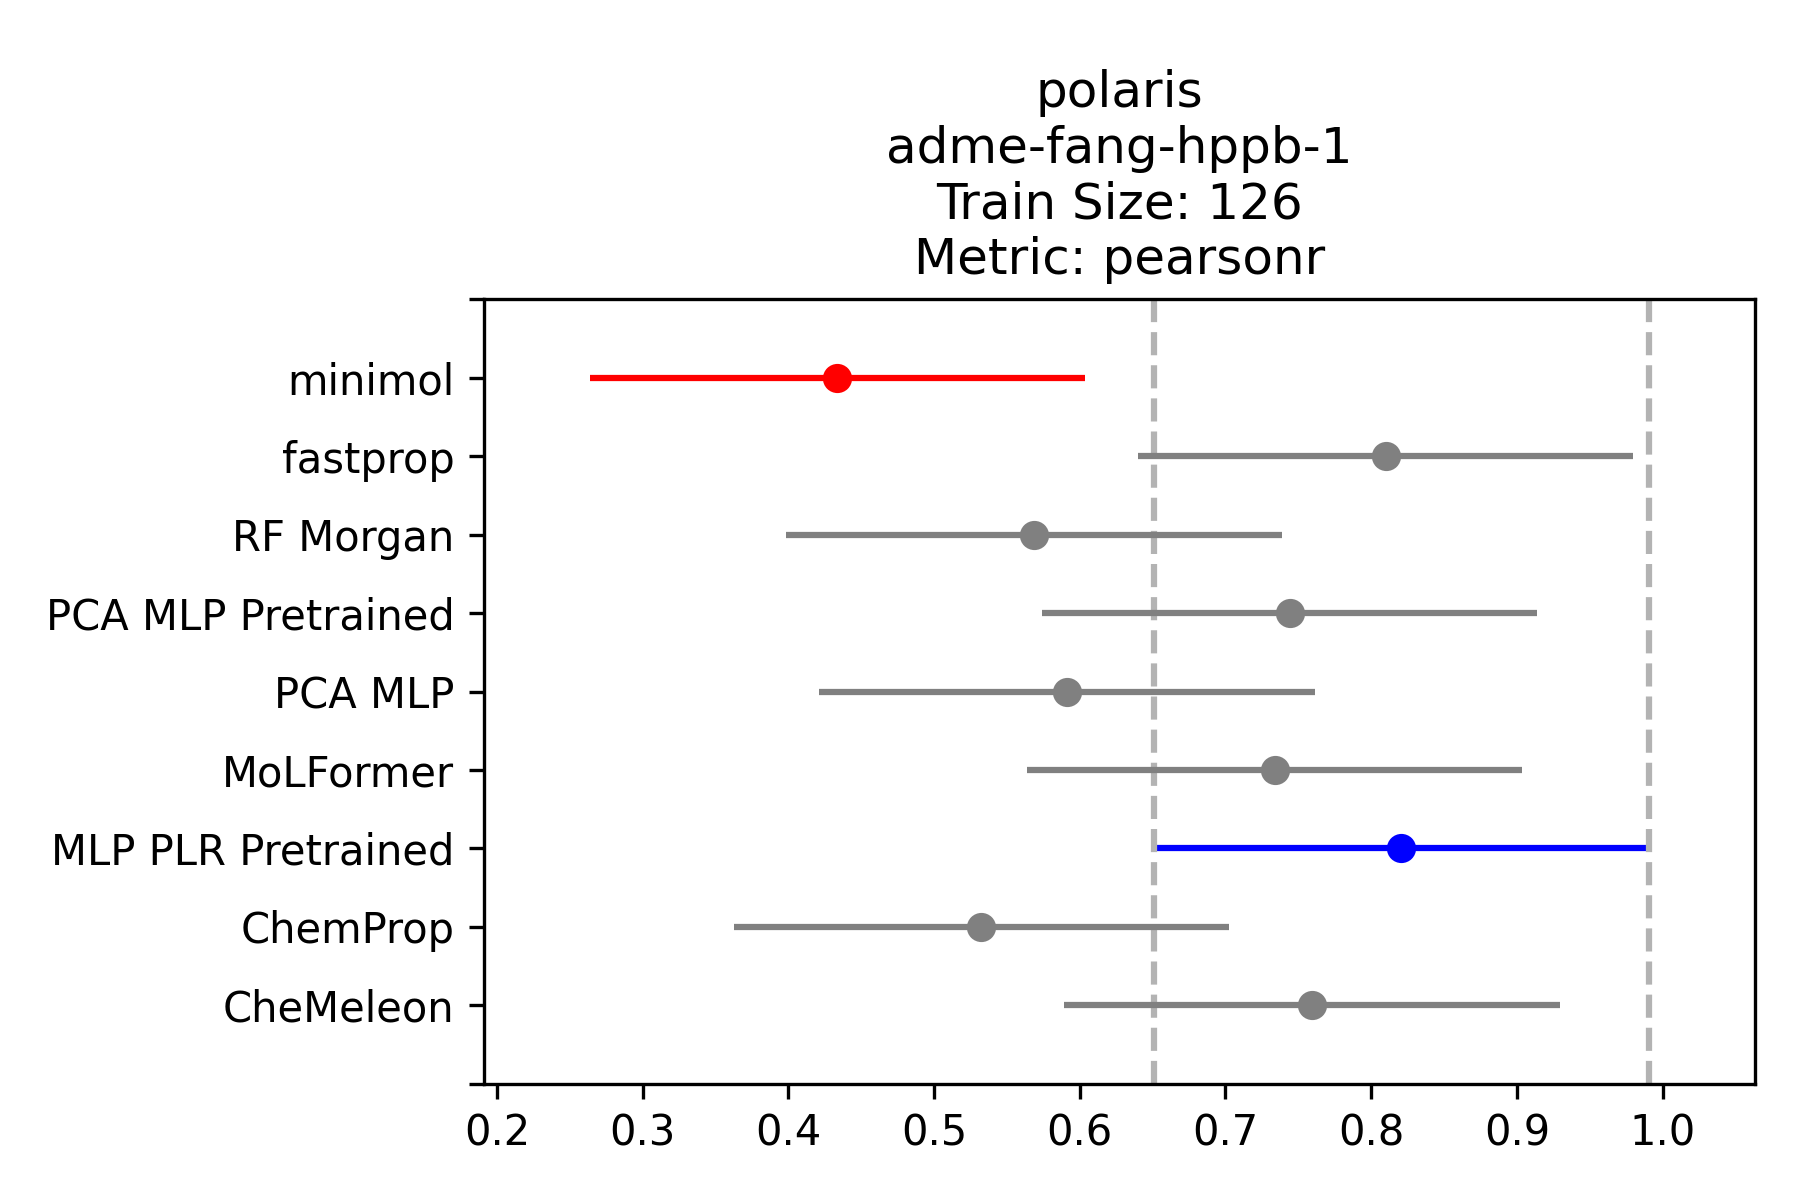 polaris
adme-fang-hppb-1
Train Size: 126
Metric: pearsonr
minimol
fastprop
RF Morgan
PCA MLP Pretrained
PCA MLP
MoLFormer
MLP PLR Pretrained
ChemProp
CheMeleon
0.2 0.3 0.4 0.5 0.6 0.7 0.8 0.9 1.0